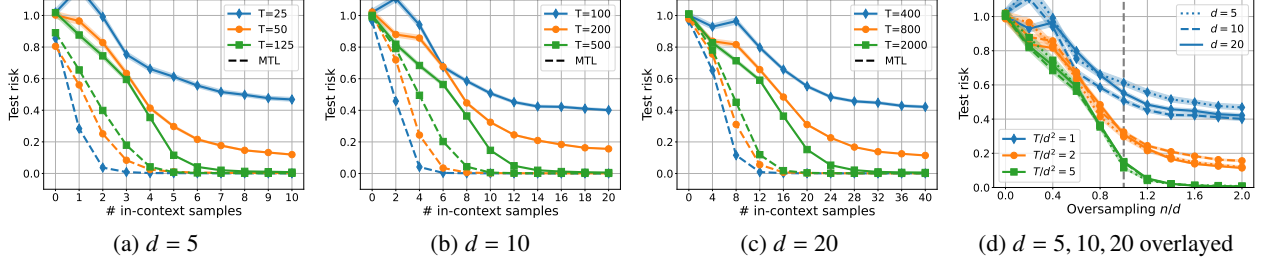 Test risk
1.0
0.8
0.6
0.4
0.2
0.0
T=25
T=50
T=125
MTL
0 1 2 3 4 5 6 7 8 9 10
# in-context samples
(a) d = 5
Test risk
1.0
0.8
0.6
0.4
0.2
0.0
T=100
T=200
T=500
MTL
0 2 4 6 8 10 12 14 16 18 20
# in-context samples
(b) d = 10
Test risk
1.0
0.8
0.6
0.4
0.2
0.0
T=400
T=800
T=2000
MTL
0 4 8 12 16 20 24 28 32 36 40
# in-context samples
(c) d = 20
Test risk
1.0
0.8
0.6
0.4
0.2
0.0
d = 5
d = 10
d = 20
T/d² = 1
T/d² = 2
T/d² = 5
0.0 0.4 0.8 1.2 1.6 2.0
Oversampling n/d
(d) d = 5, 10, 20 overlayed